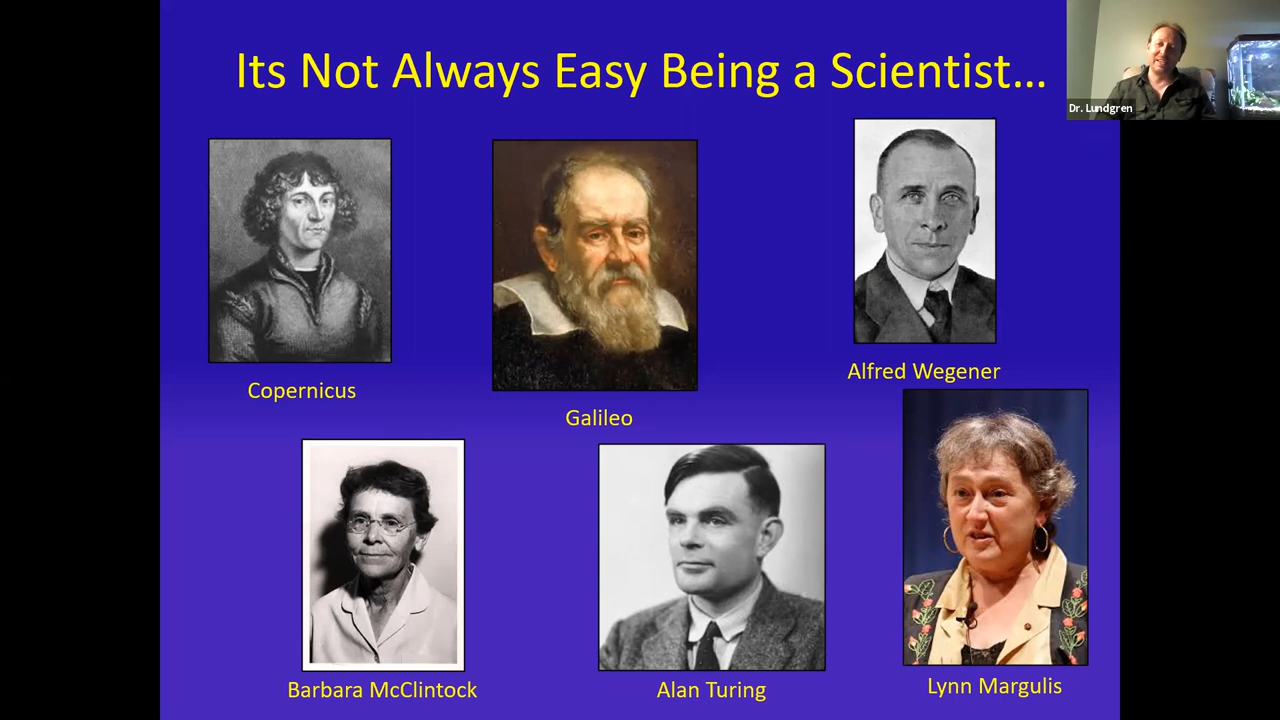 Its Not Always Easy Being a Scientist...
Dr. Lundgren
Copernicus
Galileo
Alfred Wegener
Barbara McClintock
Alan Turing
Lynn Margulis